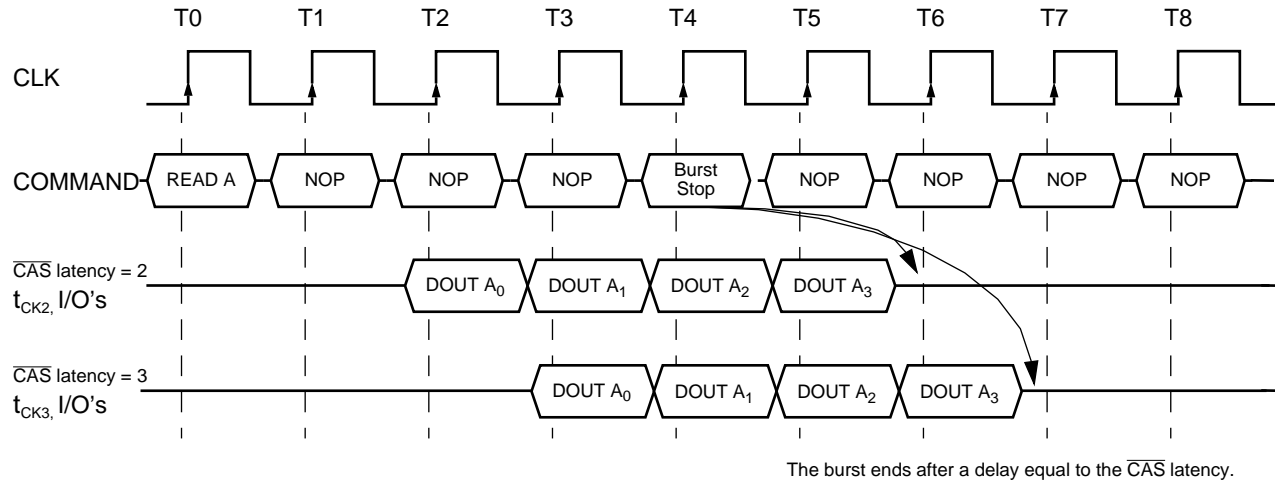 T0 T1 T2 T3 T4 T5 T6 T7 T8
CLK
COMMAND READ A NOP NOP NOP Burst Stop NOP NOP NOP NOP
CAS latency = 2
tCK2, I/O's DOUT A0 DOUT A1 DOUT A2 DOUT A3
CAS latency = 3
tCK3, I/O's DOUT A0 DOUT A1 DOUT A2 DOUT A3
The burst ends after a delay equal to the CAS latency.